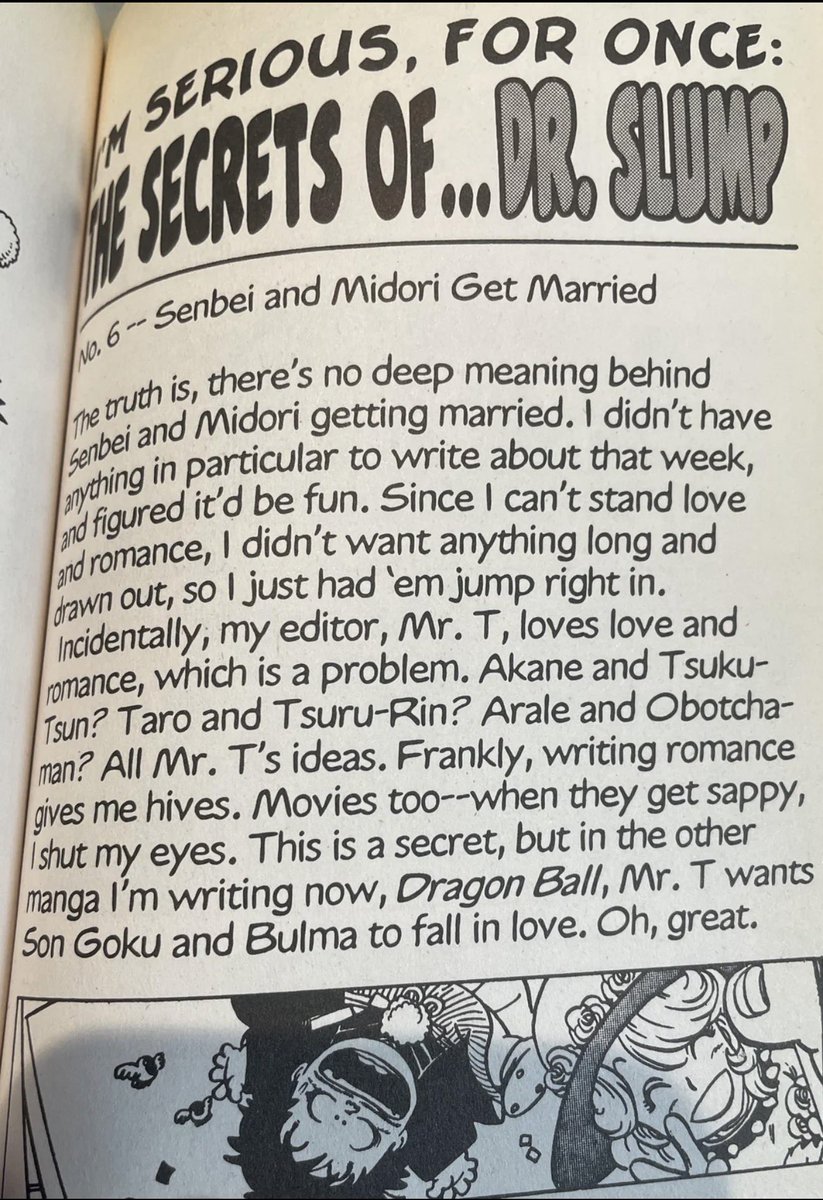 I'M SERIOUS, FOR ONCE:
THE SECRETS OF...DR. SLUMP
No. 6 -- Senbei and Midori Get Married
The truth is, there's no deep meaning behind
Senbei and Midori getting married. I didn't have
anything in particular to write about that week,
and figured it'd be fun. Since I can't stand love
and romance, I didn't want anything long and
drawn out, so I just had 'em jump right in.
Incidentally, my editor, Mr. T, loves love and
romance, which is a problem. Akane and Tsuku-
Tsun? Taro and Tsuru-Rin? Arale and Obotcha-
man? All Mr. T's ideas. Frankly, writing romance
gives me hives. Movies too--when they get sappy,
I shut my eyes. This is a secret, but in the other
manga I'm writing now, Dragon Ball, Mr. T wants
Son Goku and Bulma to fall in love. Oh, great.